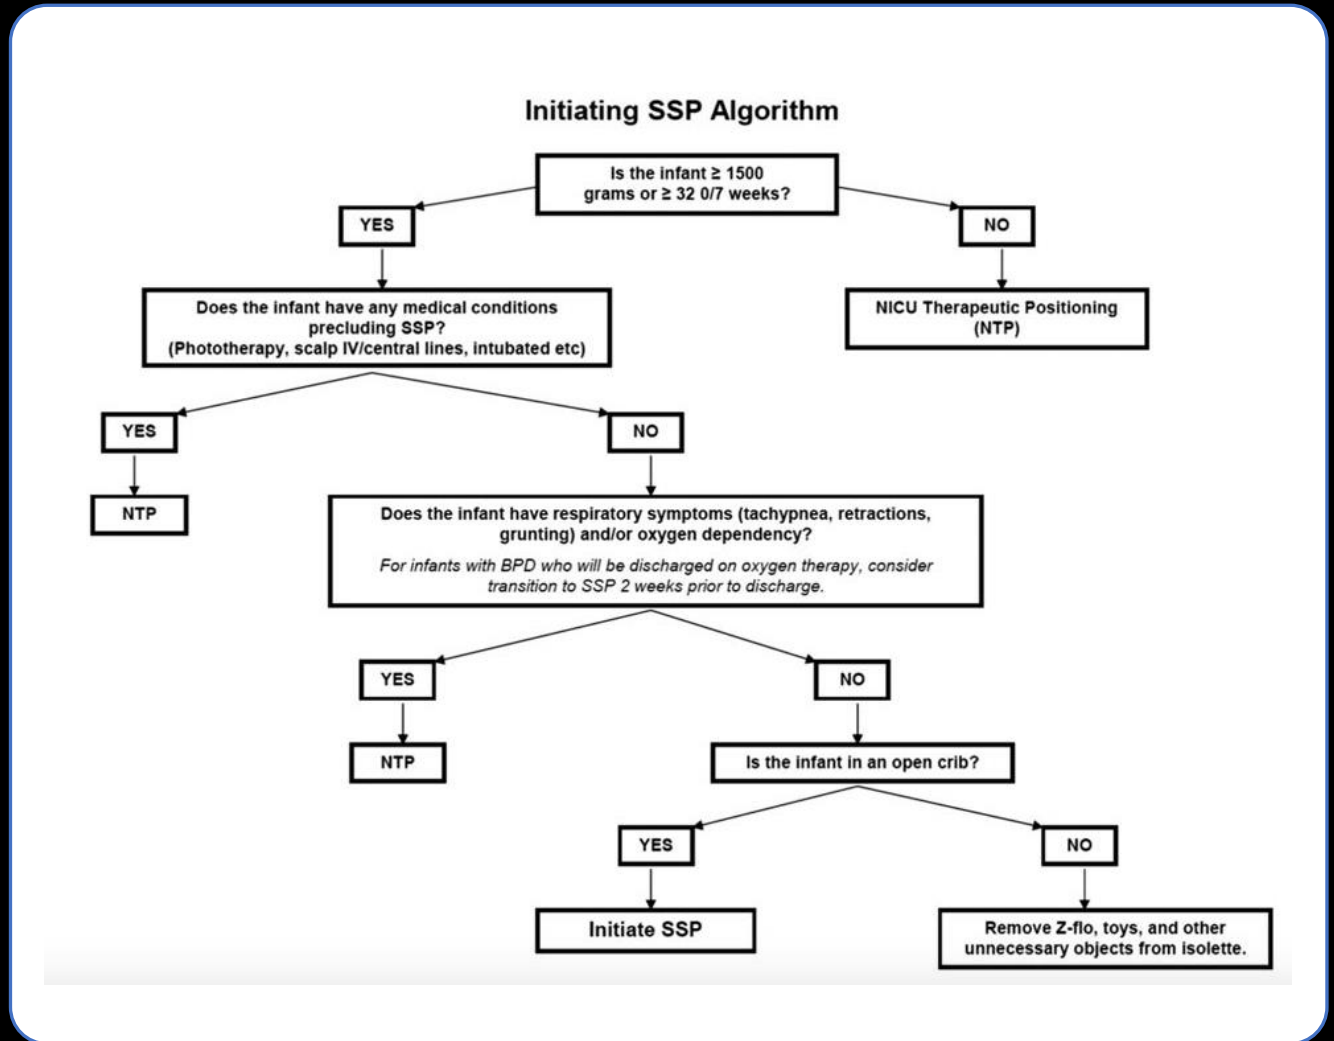 Initiating SSP Algorithm
Is the infant ≥ 1500
grams or ≥ 32 0/7 weeks?
YES
NO
Does the infant have any medical conditions
precluding SSP?
(Phototherapy, scalp IV/central lines, intubated etc)
NICU Therapeutic Positioning
(NTP)
YES
NO
NTP
Does the infant have respiratory symptoms (tachypnea, retractions,
grunting) and/or oxygen dependency?
For infants with BPD who will be discharged on oxygen therapy, consider
transition to SSP 2 weeks prior to discharge.
YES
NO
NTP
Is the infant in an open crib?
YES
NO
Initiate SSP
Remove Z-flo, toys, and other
unnecessary objects from isolette.